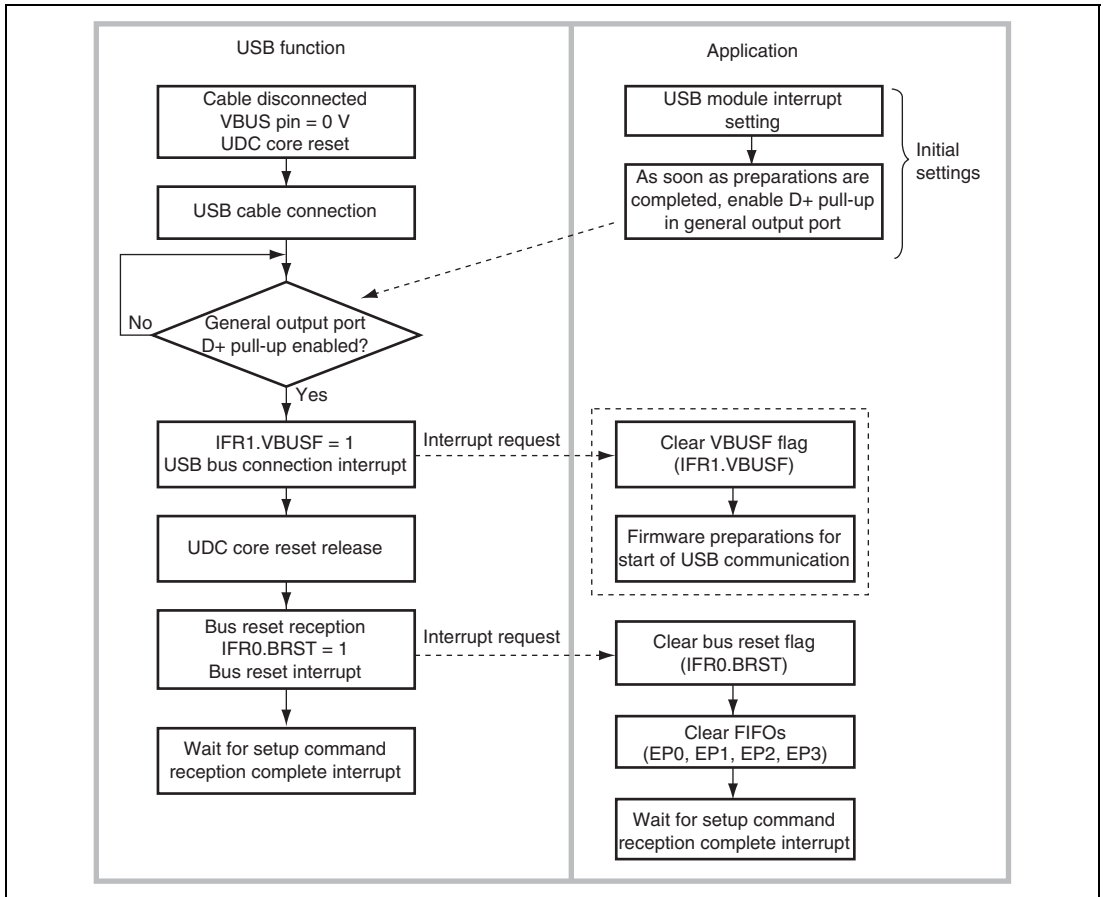 USB function
Cable disconnected
VBUS pin = 0 V
UDC core reset
USB cable connection
No
General output port
D+ pull-up enabled?
Yes
IFR1.VBUSF = 1
USB bus connection interrupt
Interrupt request
UDC core reset release
Bus reset reception
IFR0.BRST = 1
Bus reset interrupt
Interrupt request
Wait for setup command
reception complete interrupt
Application
USB module interrupt
setting
As soon as preparations are
completed, enable D+ pull-up
in general output port
Initial
settings
Clear VBUSF flag
(IFR1.VBUSF)
Firmware preparations for
start of USB communication
Clear bus reset flag
(IFR0.BRST)
Clear FIFOs
(EP0, EP1, EP2, EP3)
Wait for setup command
reception complete interrupt